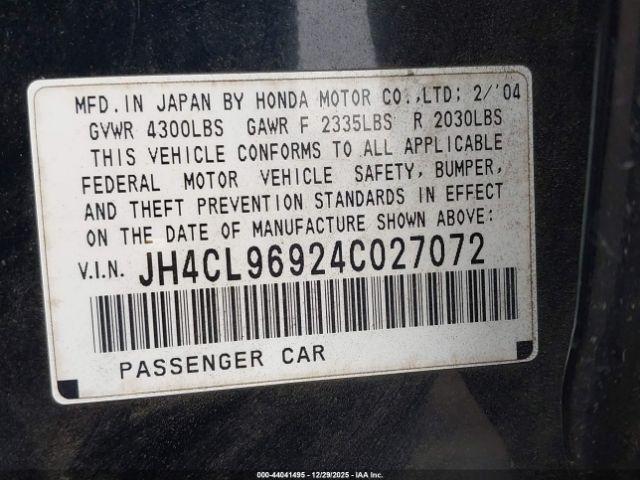 MFD. IN JAPAN BY HONDA MOTOR CO.,LTD; 2/'04
GVWR 4300LBS GAWR F 2335LBS R 2030LBS
THIS VEHICLE CONFORMS TO ALL APPLICABLE
FEDERAL MOTOR VEHICLE SAFETY, BUMPER,
AND THEFT PREVENTION STANDARDS IN EFFECT
ON THE DATE OF MANUFACTURE SHOWN ABOVE:
V.I.N. JH4CL96924C027072
PASSENGER CAR
000-44041495 - 12/29/2025 - IAA Inc.